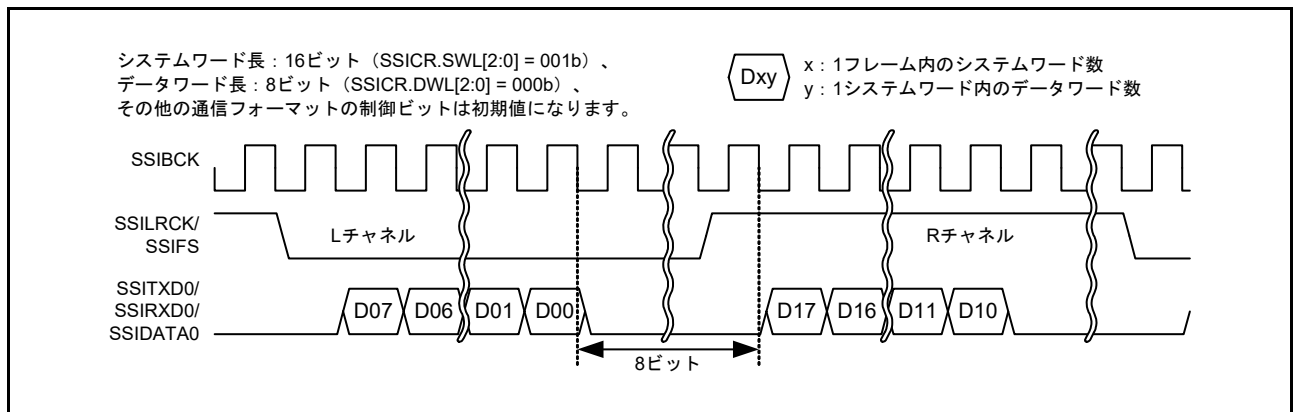 システムワード長：16ビット（SSICR.SWL[2:0] = 001b）、
データワード長：8ビット（SSICR.DWL[2:0] = 000b）、
その他の通信フォーマットの制御ビットは初期値になります。
Dxy
x：1フレーム内のシステムワード数
y：1システムワード内のデータワード数
SSIBCK
SSILRCK/
SSIFS
Lチャネル
Rチャネル
SSITXD0/
SSIRXD0/
SSIDATA0
D07 D06 D01 D00 D17 D16 D11 D10
8ビット